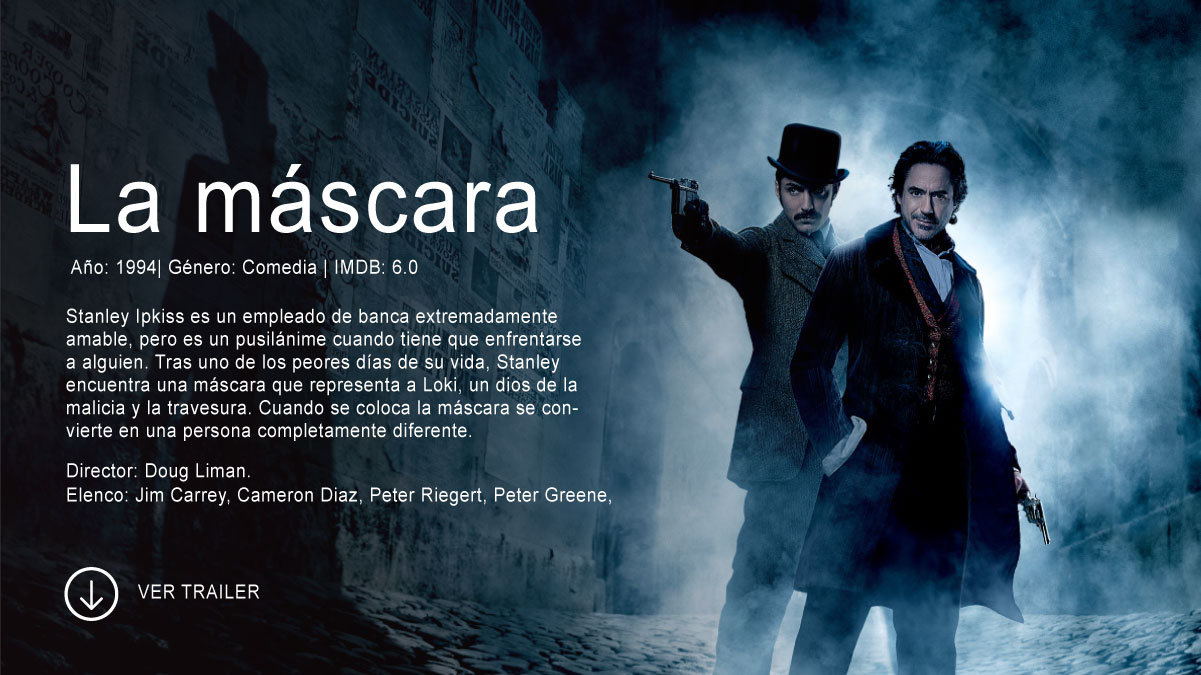 La máscara
Año: 1994| Género: Comedia | IMDB: 6.0
Stanley Ipkiss es un empleado de banca extremadamente
amable, pero es un pusilánime cuando tiene que enfrentarse
a alguien. Tras uno de los peores días de su vida, Stanley
encuentra una máscara que representa a Loki, un dios de la
malicia y la travesura. Cuando se coloca la máscara se con-
vierte en una persona completamente diferente.
Director: Doug Liman.
Elenco: Jim Carrey, Cameron Diaz, Peter Riegert, Peter Greene,
VER TRAILER